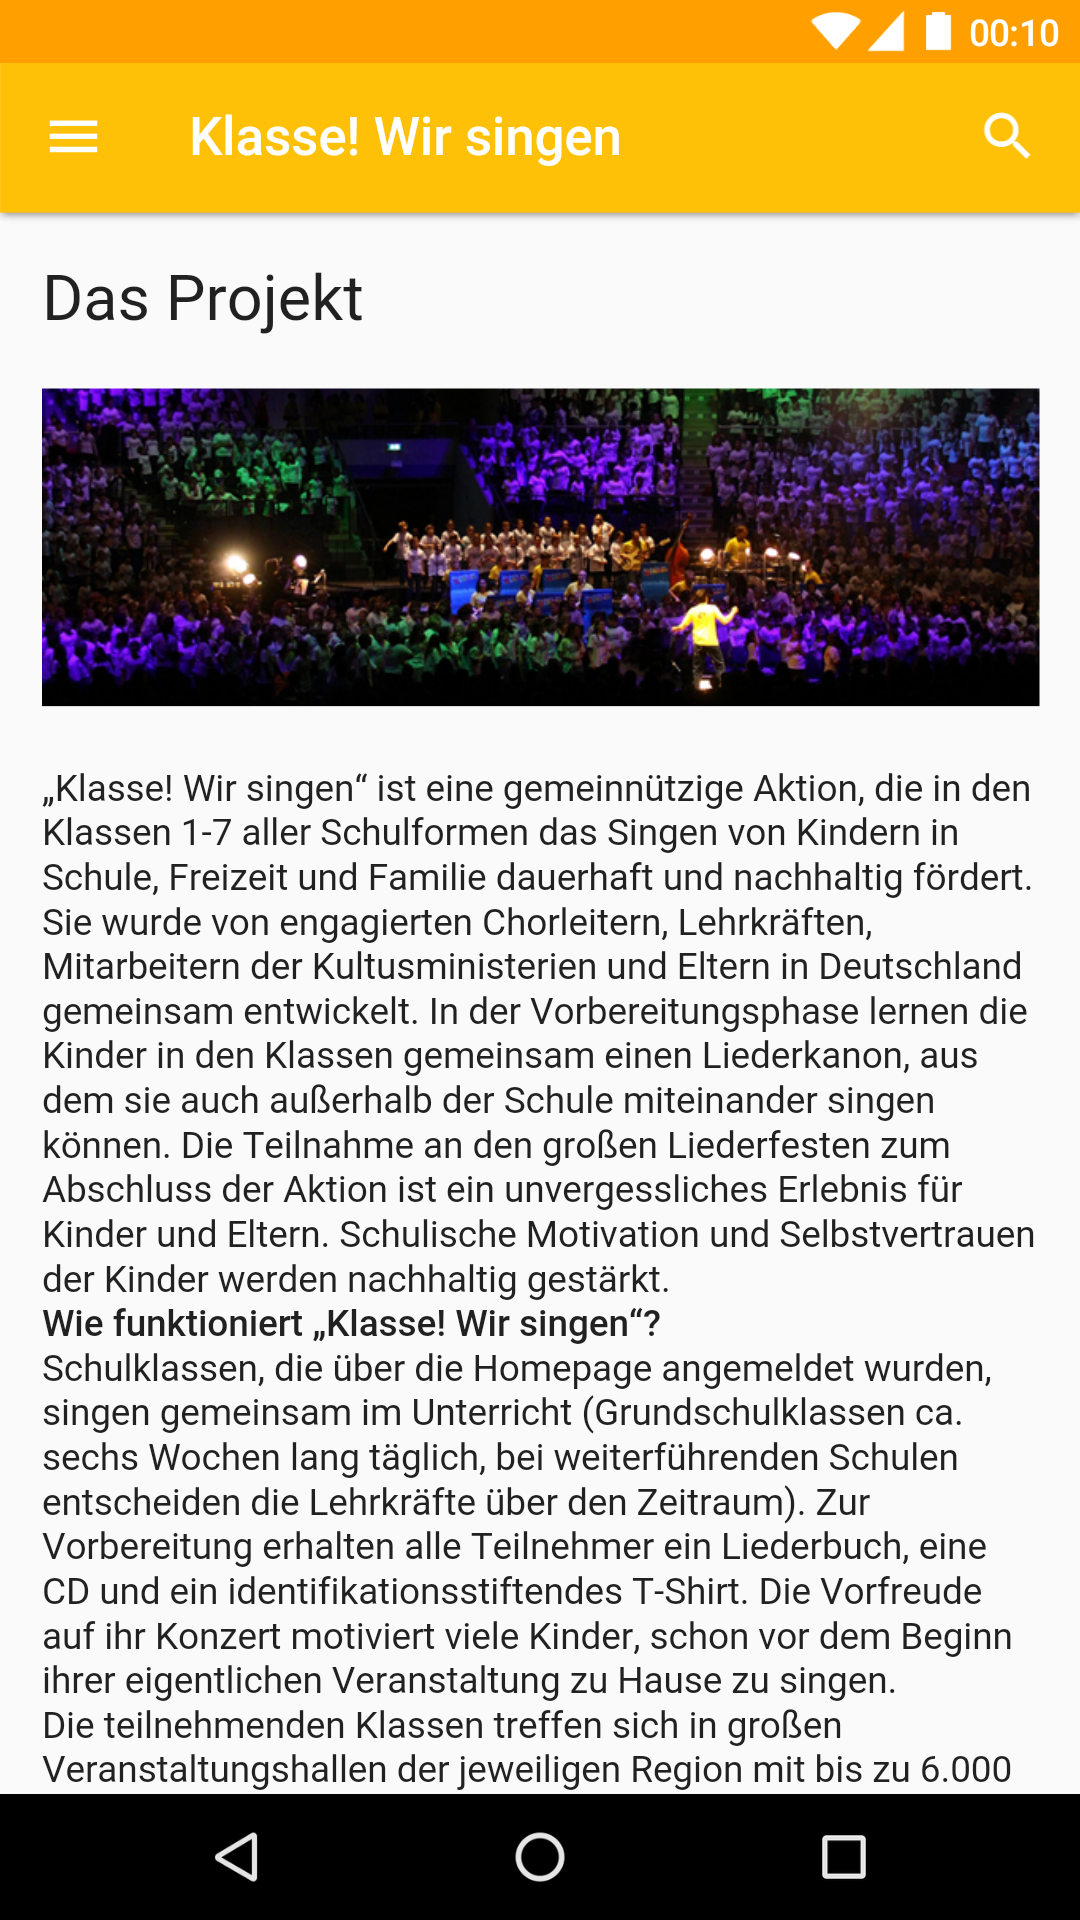 00:10
Klasse! Wir singen
Das Projekt
„Klasse! Wir singen“ ist eine gemeinnützige Aktion, die in den
Klassen 1-7 aller Schulformen das Singen von Kindern in
Schule, Freizeit und Familie dauerhaft und nachhaltig fördert.
Sie wurde von engagierten Chorleitern, Lehrkräften,
Mitarbeitern der Kultusministerien und Eltern in Deutschland
gemeinsam entwickelt. In der Vorbereitungsphase lernen die
Kinder in den Klassen gemeinsam einen Liederkanon, aus
dem sie auch außerhalb der Schule miteinander singen
können. Die Teilnahme an den großen Liederfesten zum
Abschluss der Aktion ist ein unvergessliches Erlebnis für
Kinder und Eltern. Schulische Motivation und Selbstvertrauen
der Kinder werden nachhaltig gestärkt.
Wie funktioniert „Klasse! Wir singen“?
Schulklassen, die über die Homepage angemeldet wurden,
singen gemeinsam im Unterricht (Grundschulklassen ca.
sechs Wochen lang täglich, bei weiterführenden Schulen
entscheiden die Lehrkräfte über den Zeitraum). Zur
Vorbereitung erhalten alle Teilnehmer ein Liederbuch, eine
CD und ein identifikationsstiftendes T-Shirt. Die Vorfreude
auf ihr Konzert motiviert viele Kinder, schon vor dem Beginn
ihrer eigentlichen Veranstaltung zu Hause zu singen.
Die teilnehmenden Klassen treffen sich in großen
Veranstaltungshallen der jeweiligen Region mit bis zu 6.000